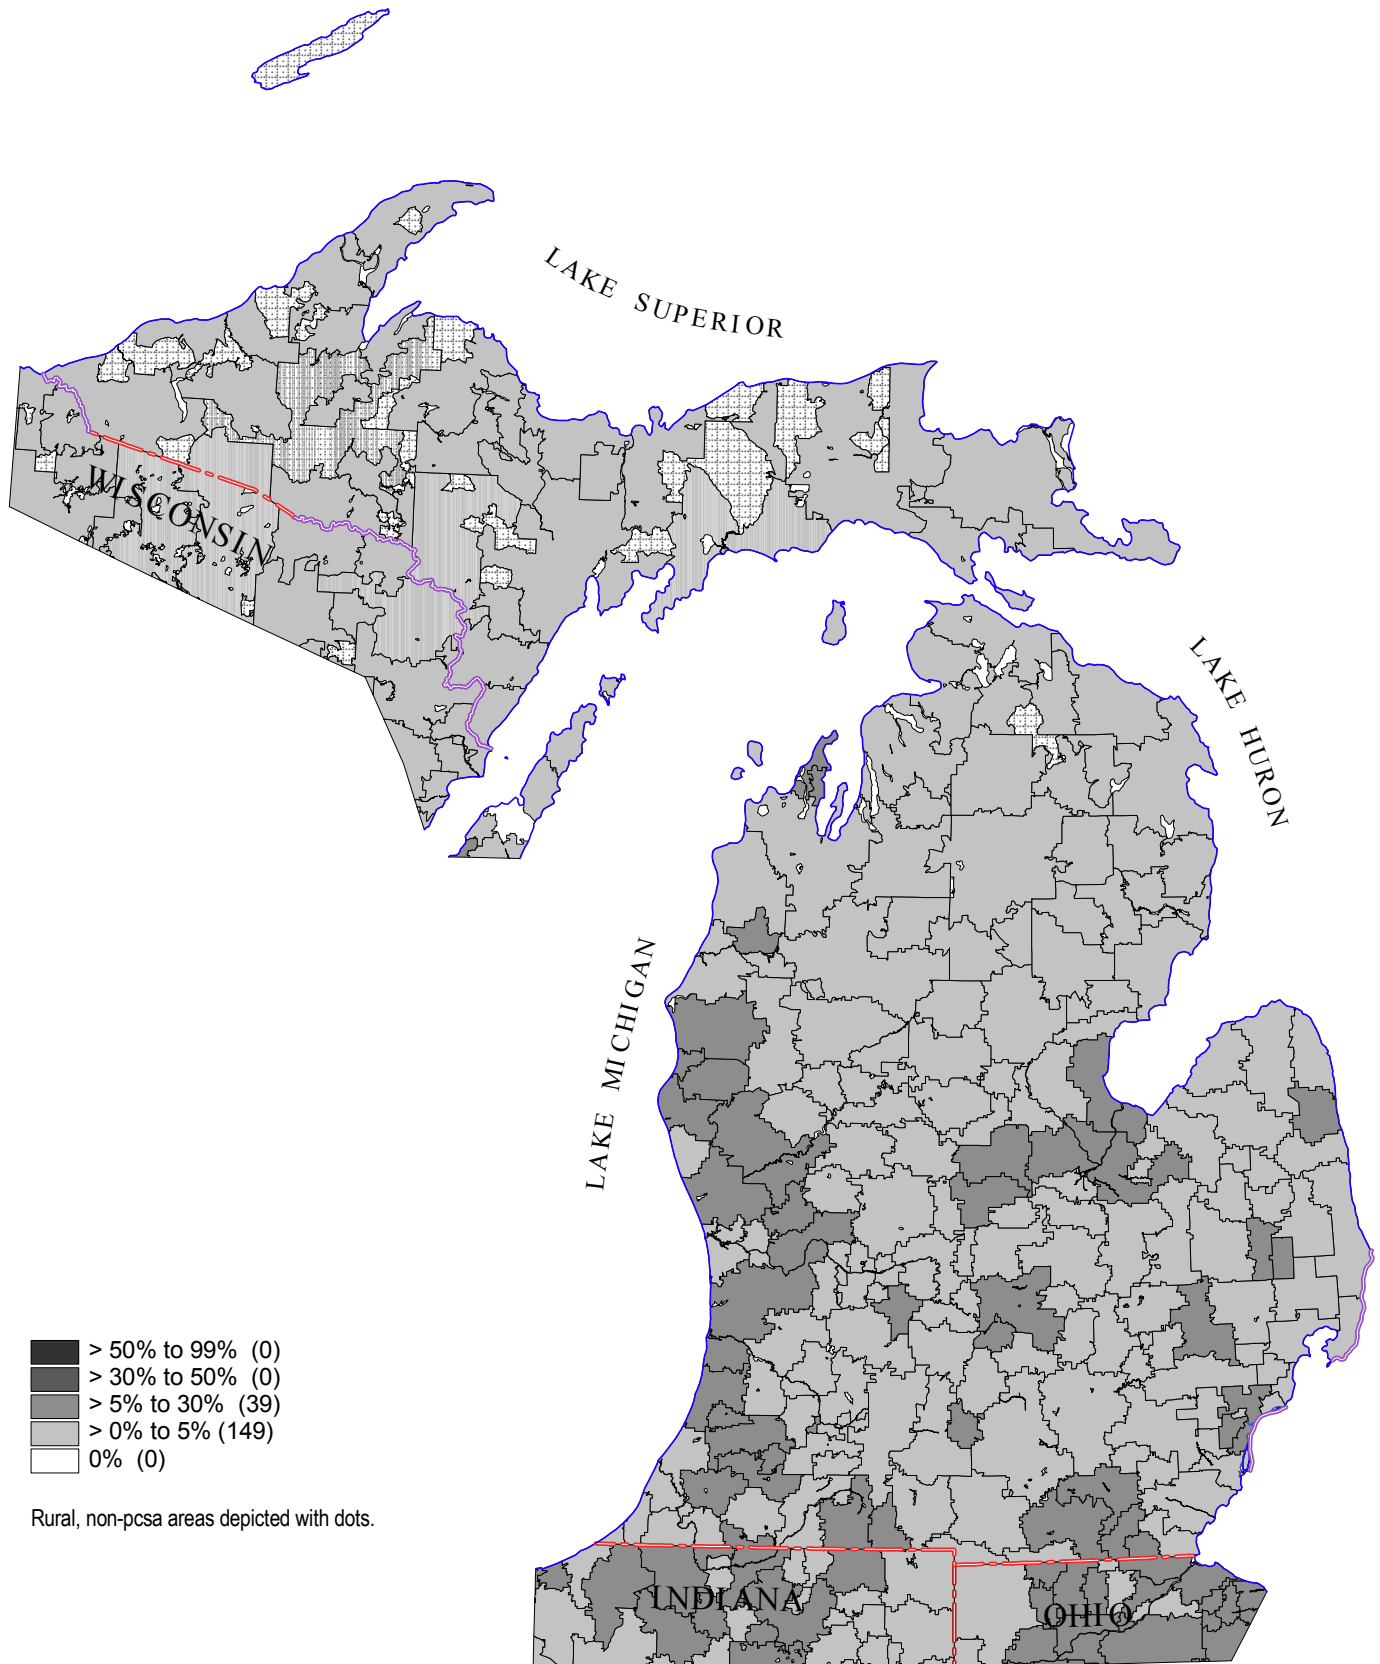 LAKE SUPERIOR
WISCONSIN
LAKE HURON
LAKE MICHIGAN
> 50% to 99% (0)
> 30% to 50% (0)
> 5% to 30% (39)
> 0% to 5% (149)
0% (0)
Rural, non-pcsa areas depicted with dots.
INDIANA
OHIO